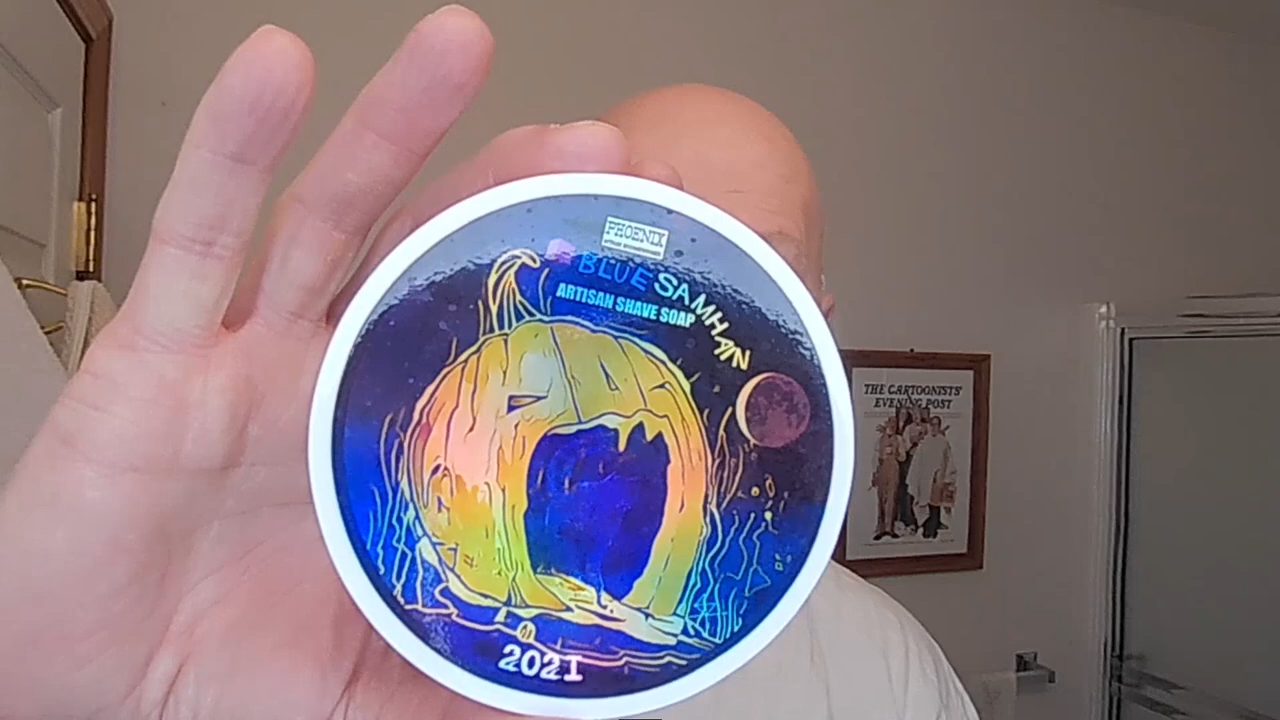 PHOENIX
BLUE SAMHAIN
ARTISAN SHAVE SOAP
2021
THE CARTOONISTS'
EVENING POST